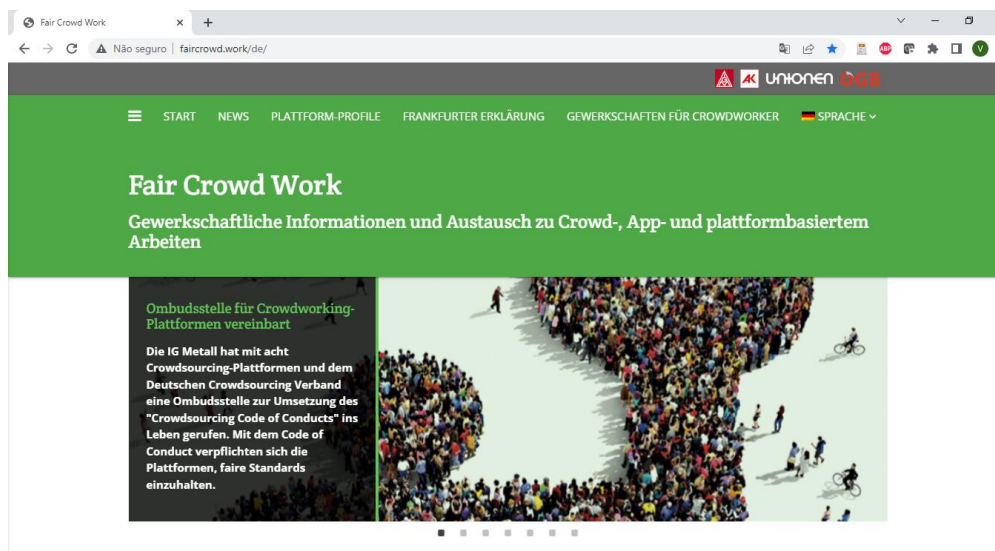 Fair Crowd Work
Não seguro | faircrowd.work/de/
ABP
V
AK unionen ÖGB
START NEWS PLATTFORM-PROFILE FRANKFURTER ERKLÄRUNG GEWERKSCHAFTEN FÜR CROWDWORKER SPRACHE
Fair Crowd Work
Gewerkschaftliche Informationen und Austausch zu Crowd-, App- und plattformbasiertem
Arbeiten
Ombudsstelle für Crowdworking-
Plattformen vereinbart
Die IG Metall hat mit acht
Crowdsourcing-Plattformen und dem
Deutschen Crowdsourcing Verband
eine Ombudsstelle zur Umsetzung des
"Crowdsourcing Code of Conducts" ins
Leben gerufen. Mit dem Code of
Conduct verpflichten sich die
Plattformen, faire Standards
einzuhalten.